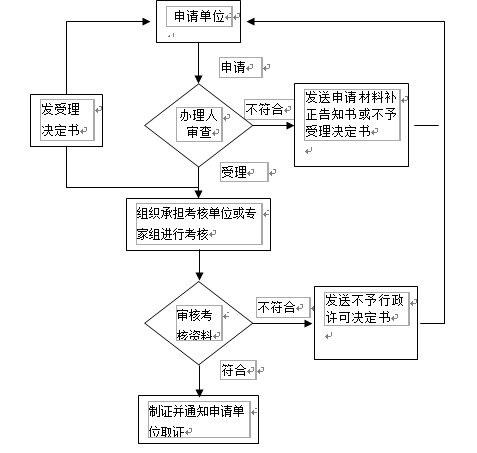 申请单位
申请
发受理
决定书
办理人
审查
不符合
发送申请材料补
正告知书或不予
受理决定书
受理
组织承担考核单位或专
家组进行考核
审核考
核资料
不符合
发送不予行政
许可决定书
符合
制证并通知申请单
位取证